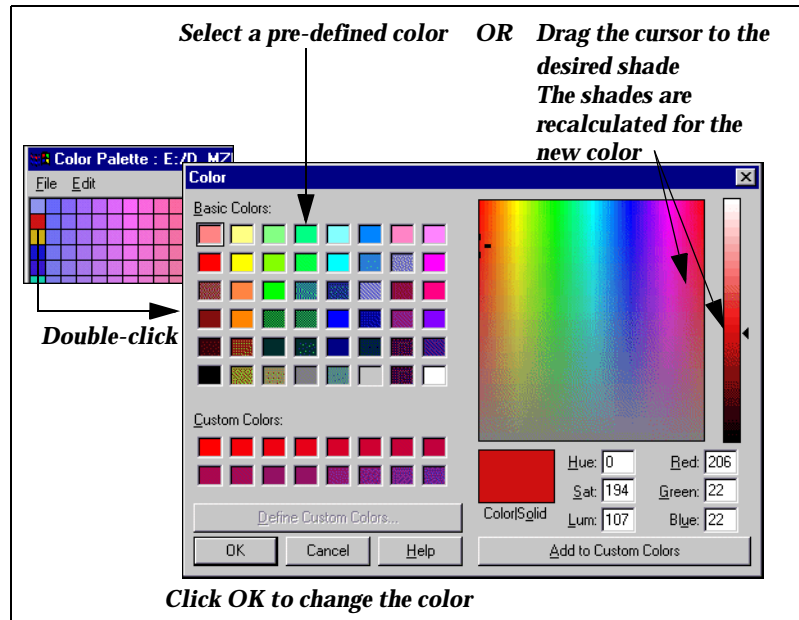 Select a pre-defined color OR Drag the cursor to the
desired shade
The shades are
recalculated for the
new color
Color Palette : E:/D_MZ
File Edit
Color
Basic Colors:
Double-click
Custom Colors:
Define Custom Colors...
OK Cancel Help
Color|Solid
Hue: 0 Red: 206
Sat: 194 Green: 22
Lum: 107 Blue: 22
Add to Custom Colors
Click OK to change the color